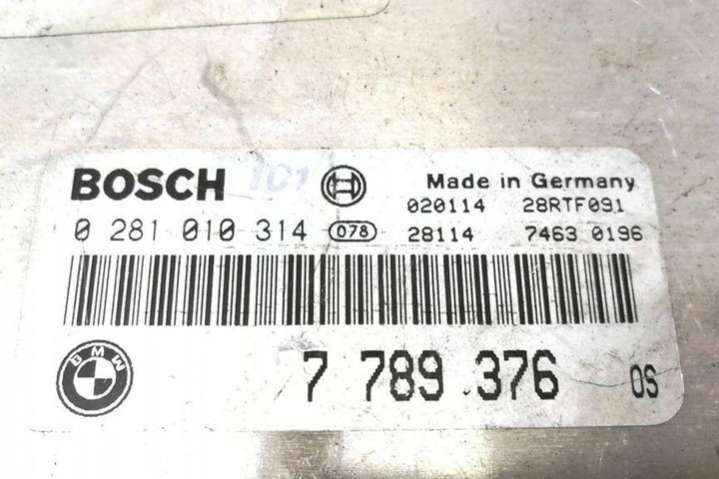 BOSCH 101 Made in Germany
020114 28RTF091
0 281 010 314 078 28114 7463 0196
BMW 7 789 376 OS